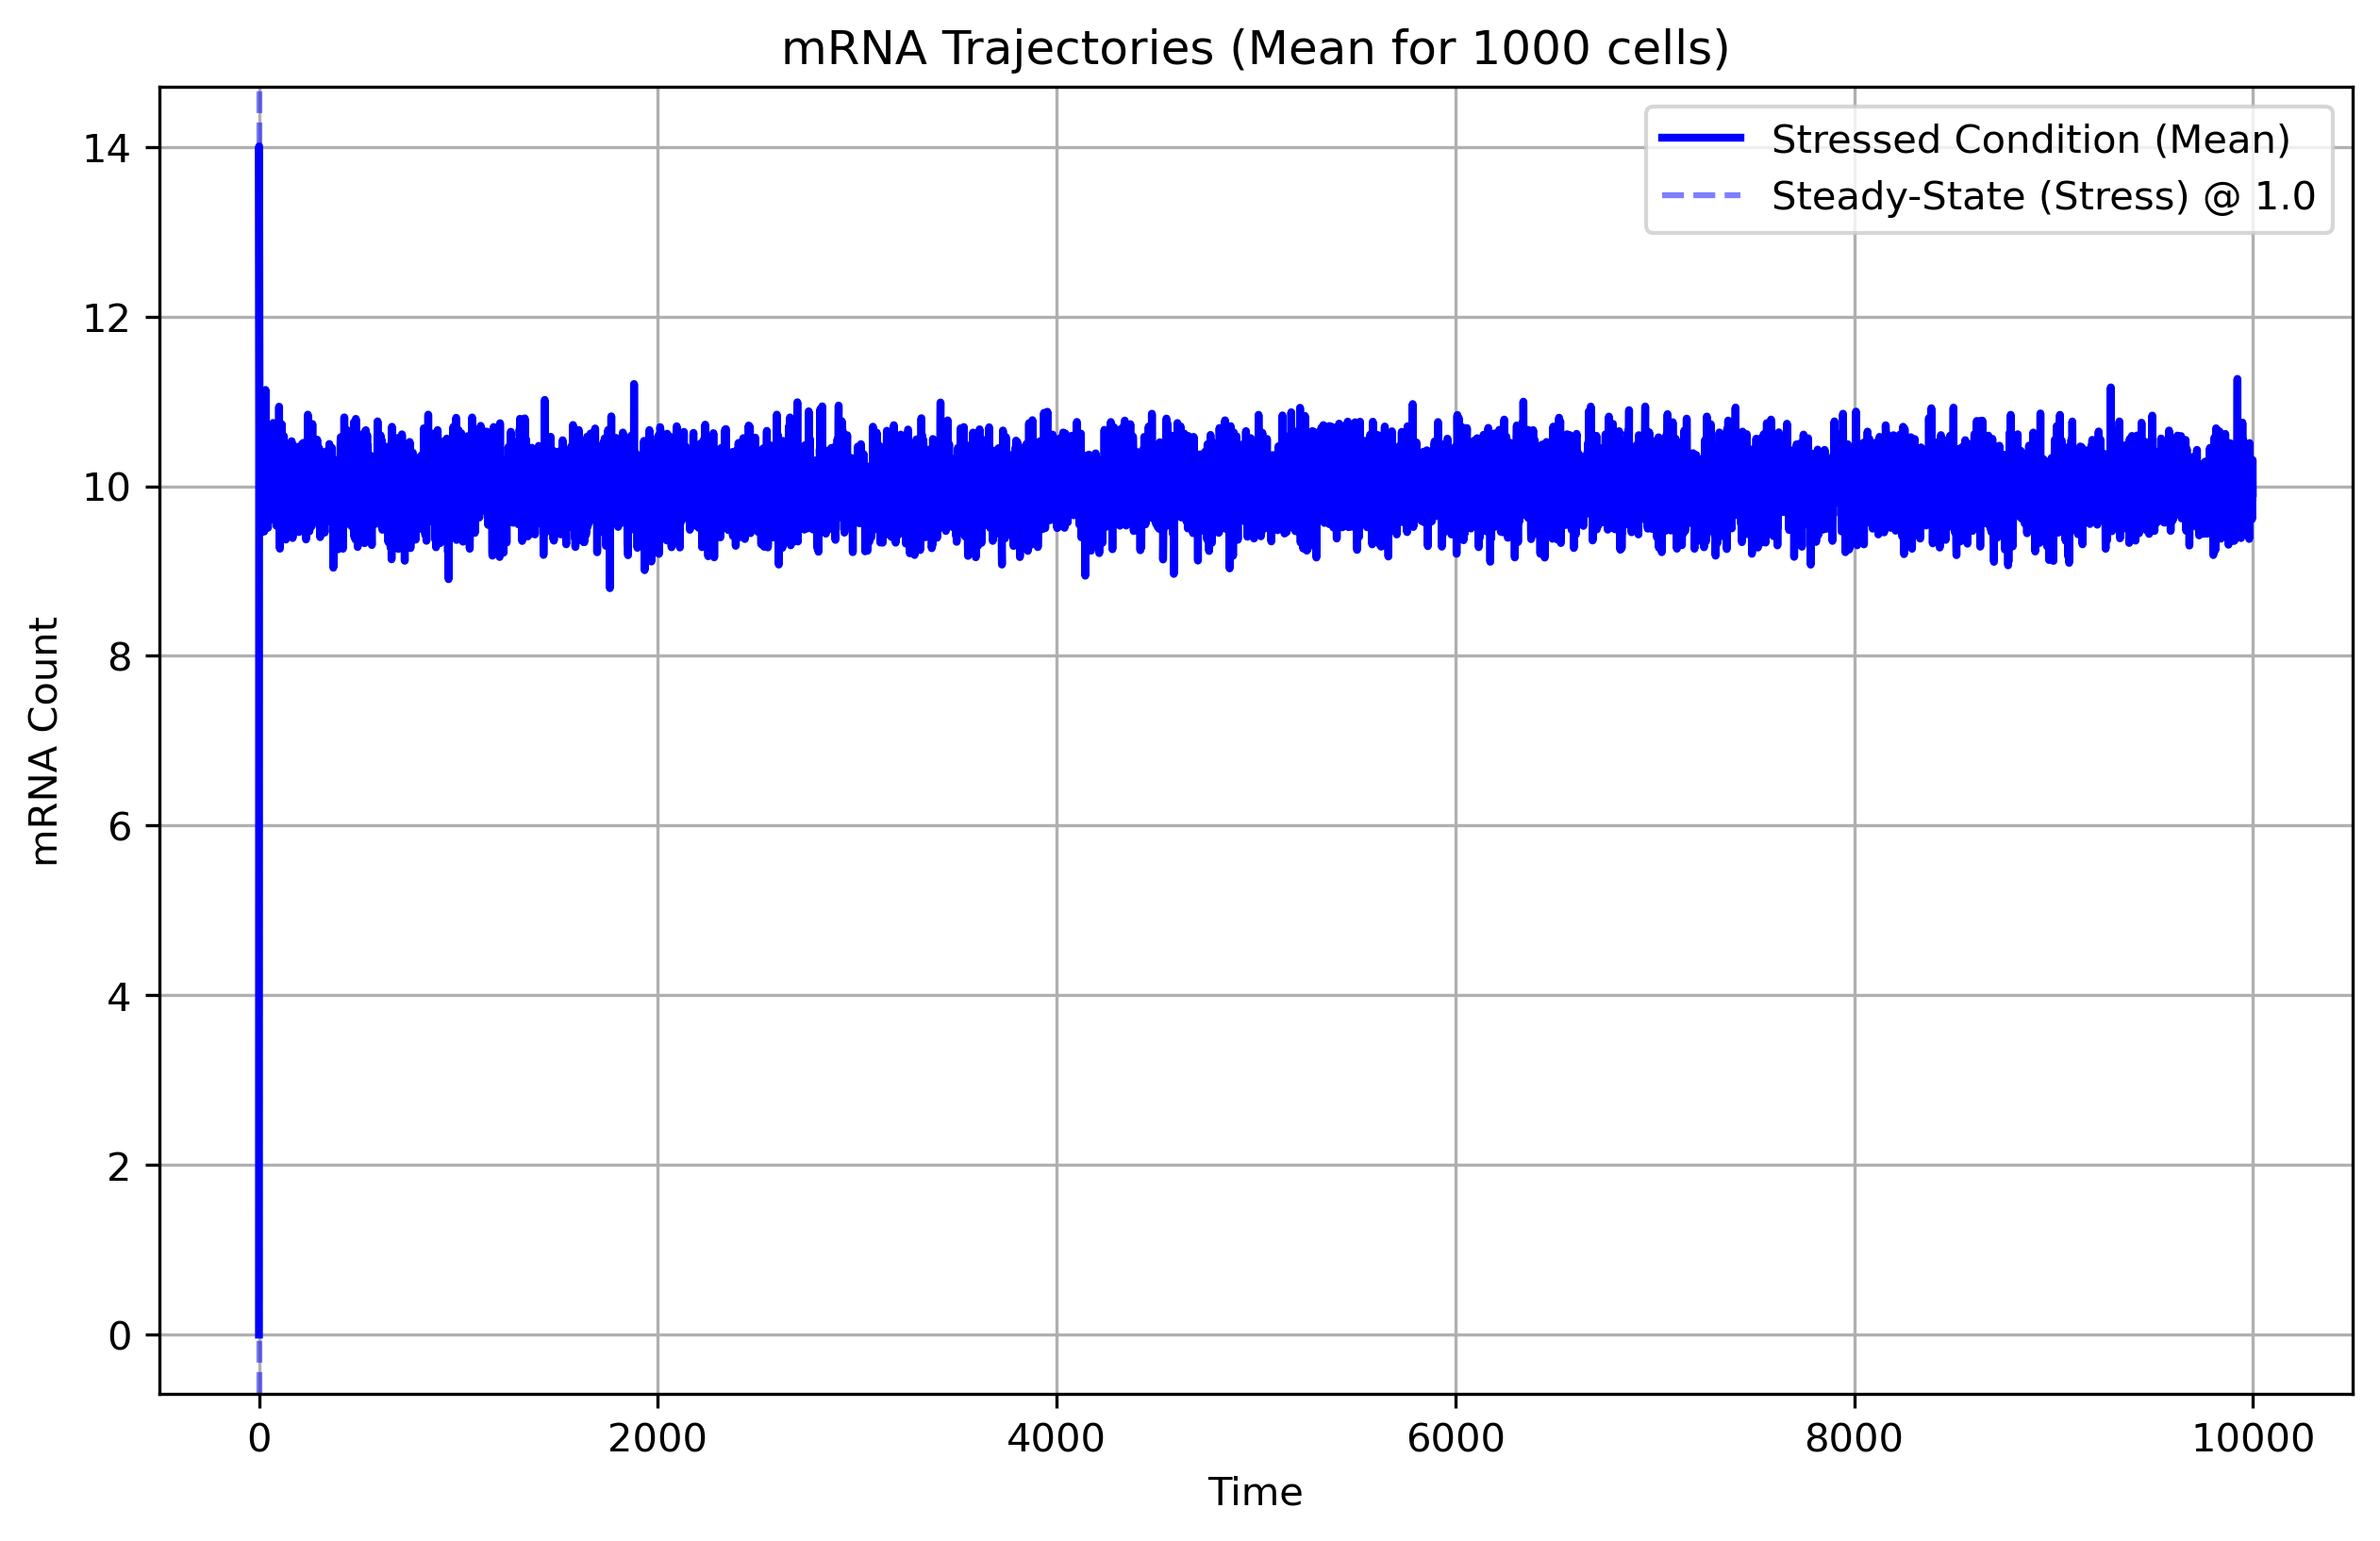 mRNA Trajectories (Mean for 1000 cells)
Stressed Condition (Mean)
Steady-State (Stress) @ 1.0
mRNA Count
14
12
10
8
6
4
2
0
0 2000 4000 6000 8000 10000
Time